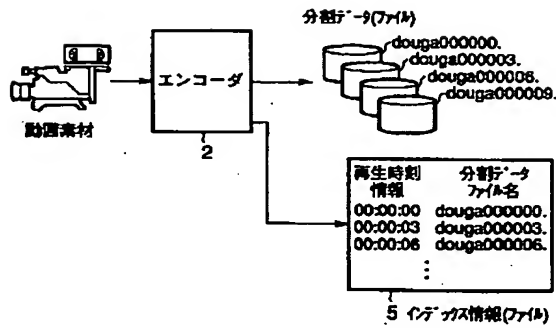 分割データ(ファイル)
douga000000.
douga000003.
douga000006.
douga000009.
エンコーダ
動画素材
2
再生時刻 分割データ
情報 ファイル名
00:00:00 douga000000.
00:00:03 douga000003.
00:00:06 douga000006.
⋮
5 インデックス情報(ファイル)